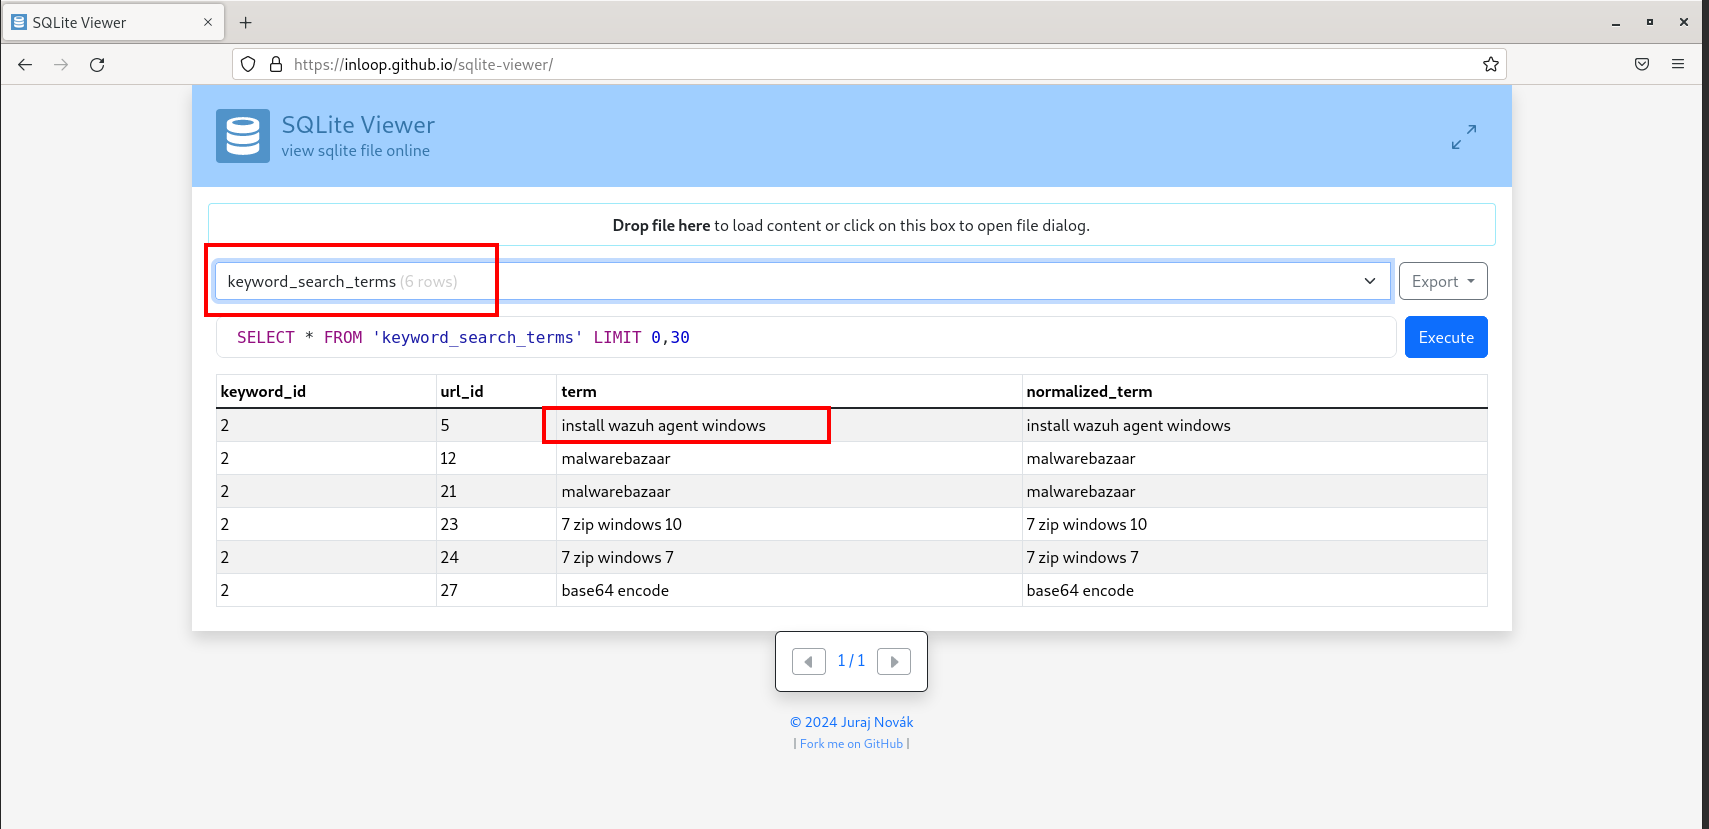 SQLite Viewer
https://inloop.github.io/sqlite-viewer/
SQLite Viewer
view sqlite file online
Drop file here to load content or click on this box to open file dialog.
keyword_search_terms (6 rows)
Export
SELECT * FROM 'keyword_search_terms' LIMIT 0,30
Execute
keyword_id url_id term normalized_term
2 5 install wazuh agent windows install wazuh agent windows
2 12 malwarebazaar malwarebazaar
2 21 malwarebazaar malwarebazaar
2 23 7 zip windows 10 7 zip windows 10
2 24 7 zip windows 7 7 zip windows 7
2 27 base64 encode base64 encode
1 / 1
© 2024 Juraj Novák
| Fork me on GitHub |